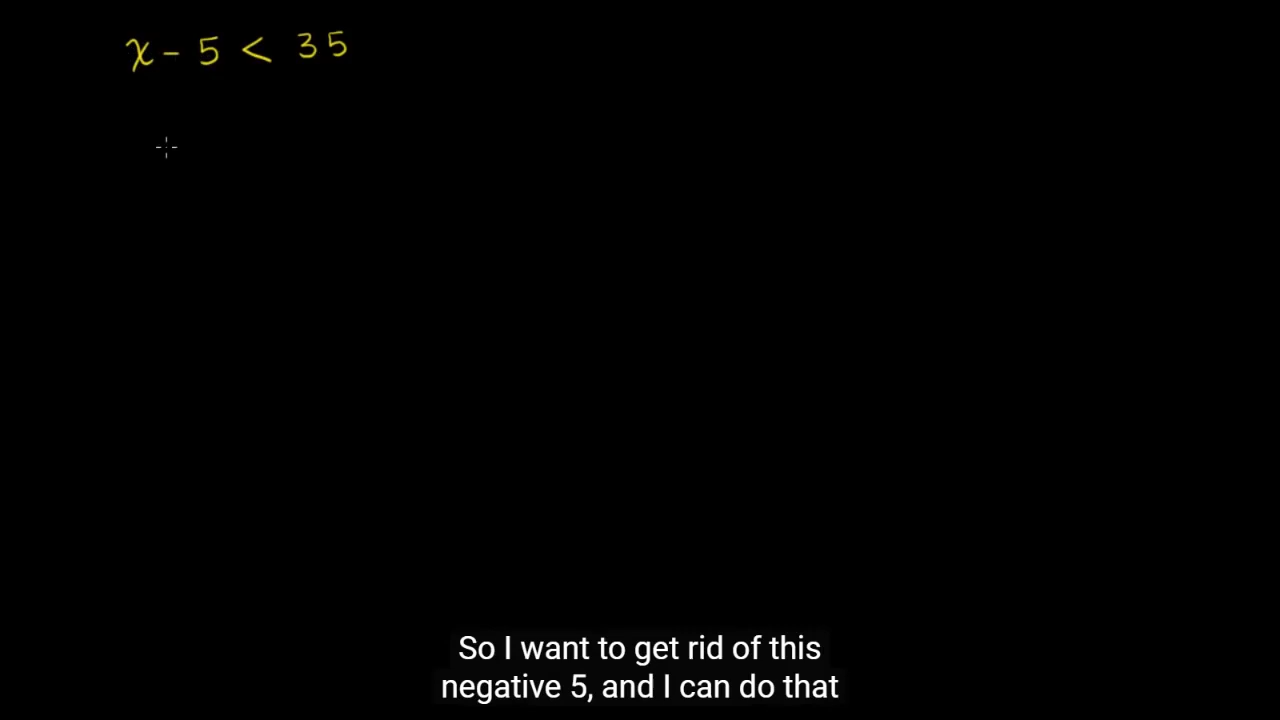 x - 5 < 35
So I want to get rid of this
negative 5, and I can do that